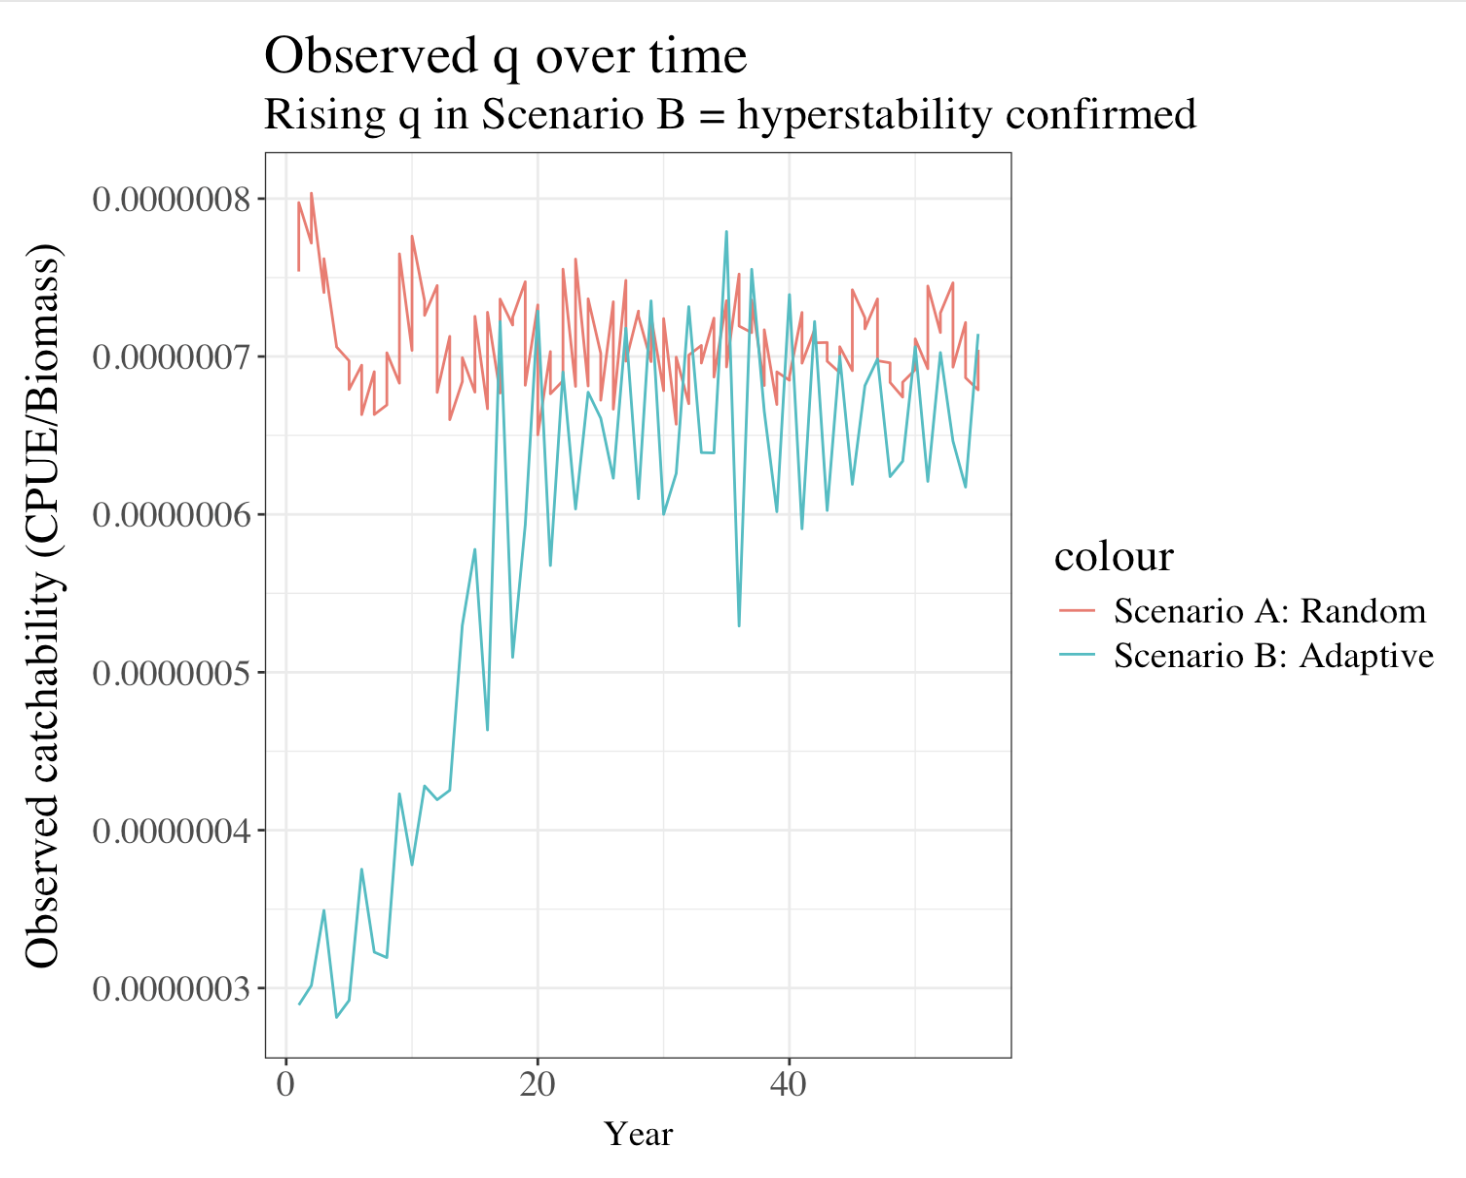 Observed q over time
Rising q in Scenario B = hyperstability confirmed
Observed catchability (CPUE/Biomass)
0.0000008
0.0000007
0.0000006
0.0000005
0.0000004
0.0000003
0
20
40
Year
colour
Scenario A: Random
Scenario B: Adaptive